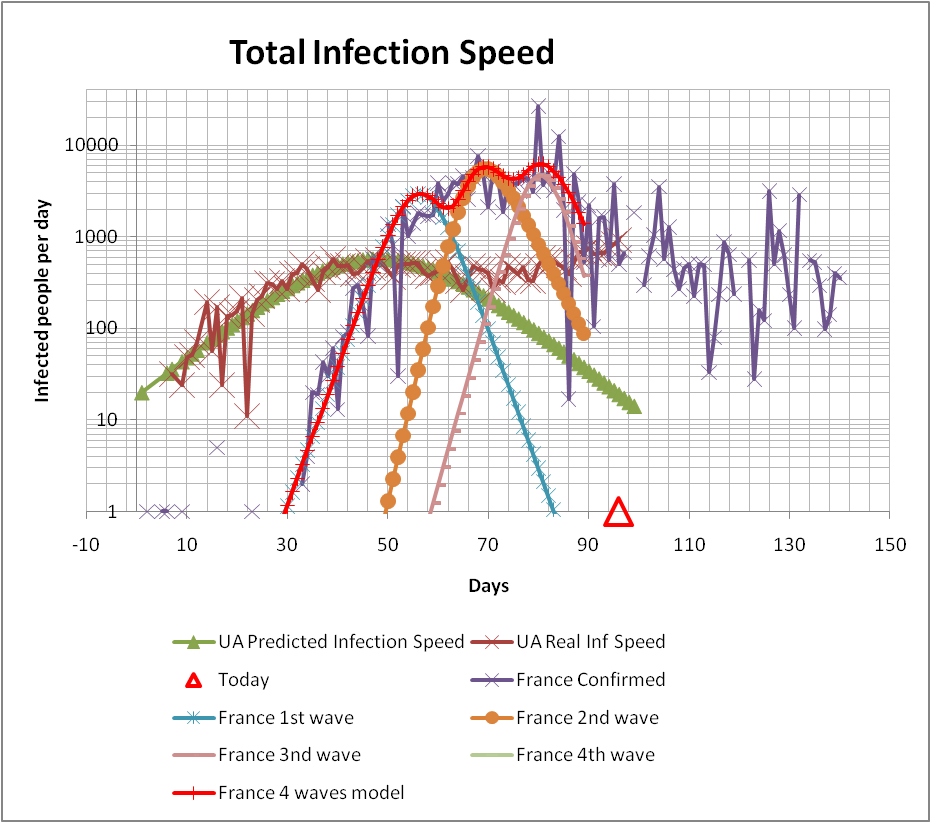 Total Infection Speed
Infected people per day
10000
1000
100
10
1
-10 10 30 50 70 90 110 130 150
Days
UA Predicted Infection Speed UA Real Inf Speed
Today France Confirmed
France 1st wave France 2nd wave
France 3nd wave France 4th wave
France 4 waves model